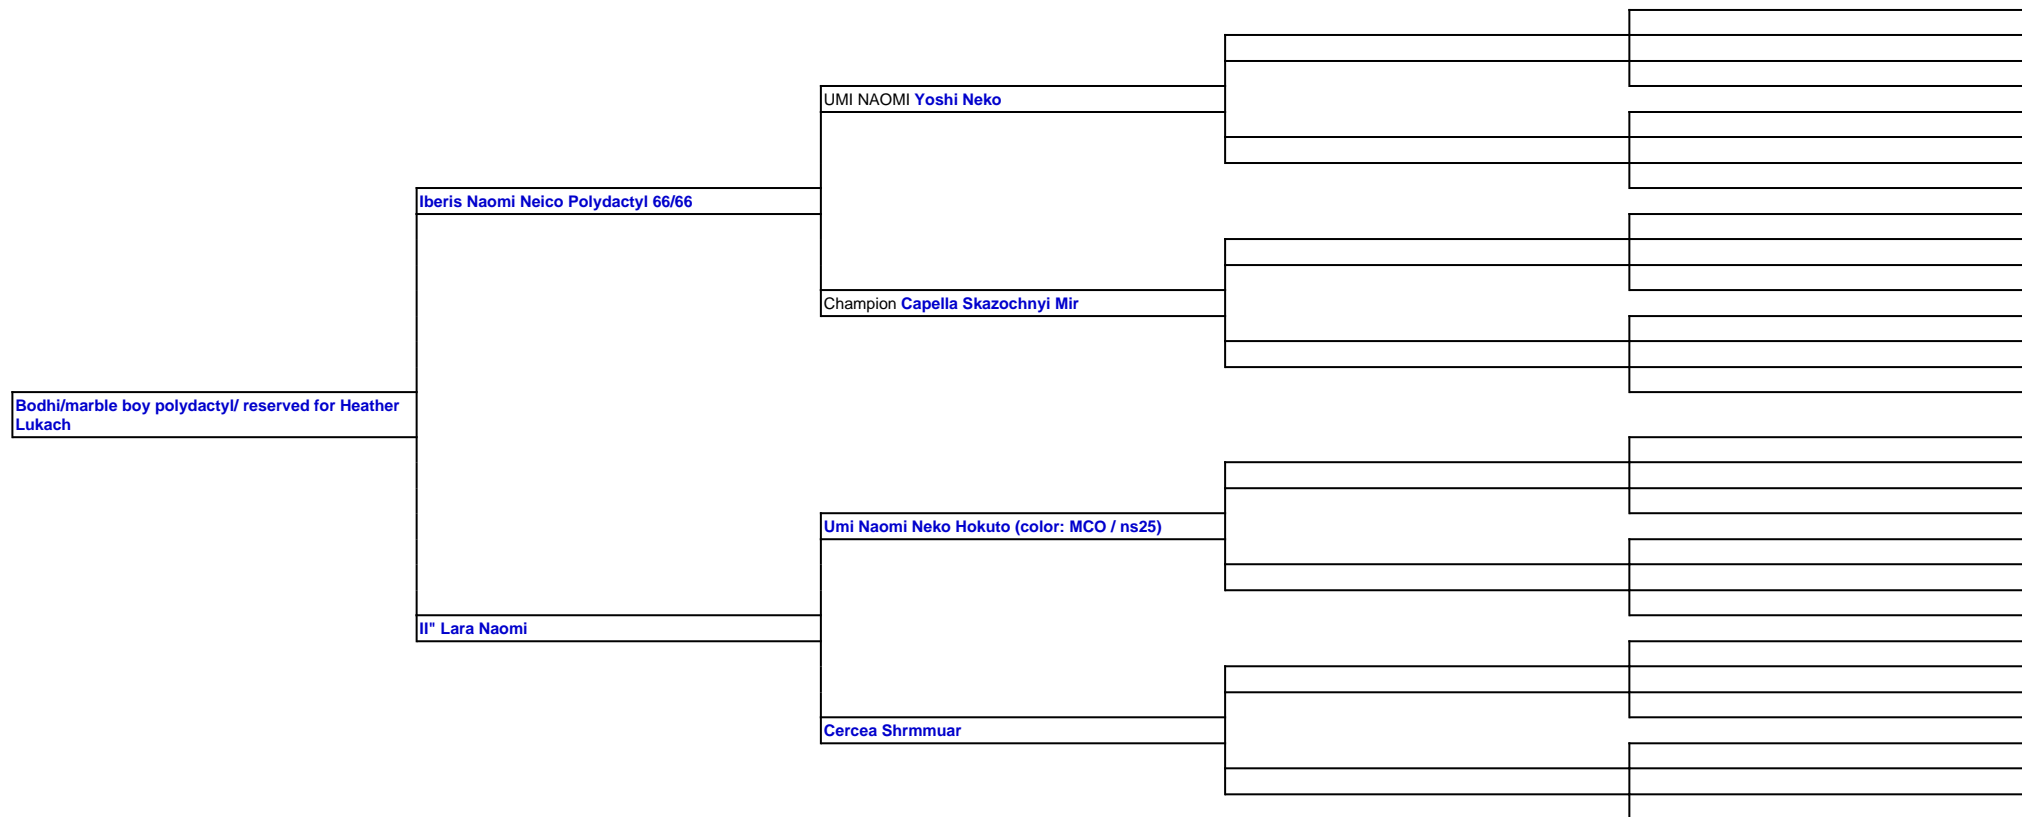 UMI NAOMI Yoshi Neko
Iberis Naomi Neico Polydactyl 66/66
Champion Capella Skazochnyi Mir
Bodhi/marble boy polydactyl/ reserved for Heather
Lukach
Umi Naomi Neko Hokuto (color: MCO / ns25)
II" Lara Naomi
Cercea Shrmmuar